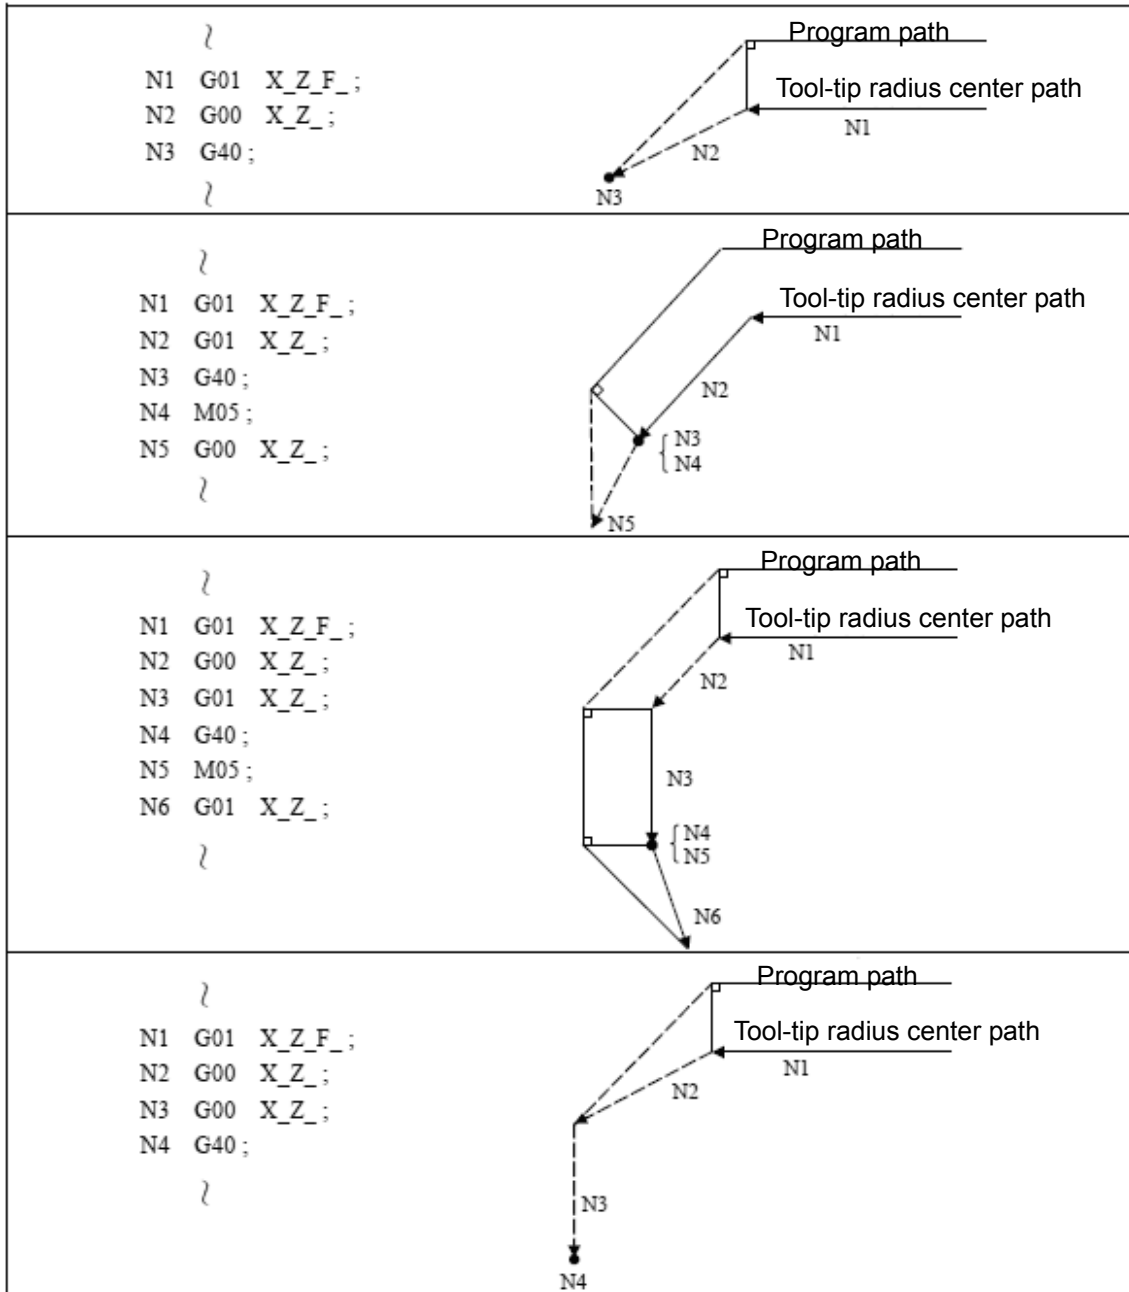 N1 G01 X_Z_F_ ;
N2 G00 X_Z_ ;
N3 G40 ;
Program path
Tool-tip radius center path
N1
N2
N3
N1 G01 X_Z_F_ ;
N2 G01 X_Z_ ;
N3 G40 ;
N4 M05 ;
N5 G00 X_Z_ ;
Program path
Tool-tip radius center path
N1
N2
N3
N4
N5
N1 G01 X_Z_F_ ;
N2 G00 X_Z_ ;
N3 G01 X_Z_ ;
N4 G40 ;
N5 M05 ;
N6 G01 X_Z_ ;
Program path
Tool-tip radius center path
N1
N2
N3
N4
N5
N6
N1 G01 X_Z_F_ ;
N2 G00 X_Z_ ;
N3 G00 X_Z_ ;
N4 G40 ;
Program path
Tool-tip radius center path
N1
N2
N3
N4